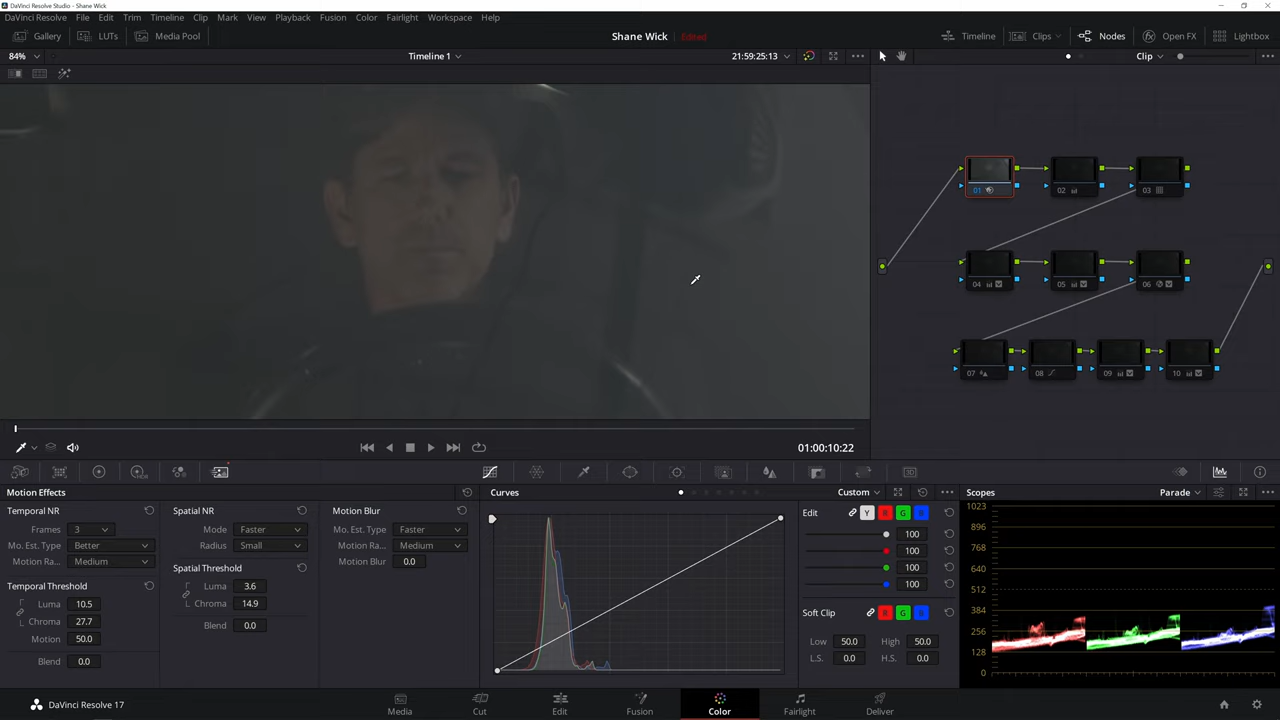 DaVinci Resolve Studio - Shane Wick
DaVinci Resolve File Edit Trim Timeline Clip Mark View Playback Fusion Color Fairlight Workspace Help
Gallery LUTs Media Pool Shane Wick Edited Timeline Clips Nodes Open FX Lightbox
84% Timeline 1 21:59:25:13 Clip
01 02 03
04 05 06
07 08 09 10
01:00:10:22
Motion Effects
Temporal NR
Frames 3
Mo. Est. Type Better
Motion Ra... Medium
Temporal Threshold
Luma 10.5
Chroma 27.7
Motion 50.0
Blend 0.0
Spatial NR
Mode Faster
Radius Small
Spatial Threshold
Luma 3.6
Chroma 14.9
Blend 0.0
Motion Blur
Mo. Est. Type Faster
Motion Ra... Medium
Motion Blur 0.0
Curves Custom
Edit Y R G B
100
100
100
100
Soft Clip R G B
Low 50.0 High 50.0
L.S. 0.0 H.S. 0.0
Scopes Parade
1023
896
768
640
512
384
256
128
0
DaVinci Resolve 17 Media Cut Edit Fusion Color Fairlight Deliver